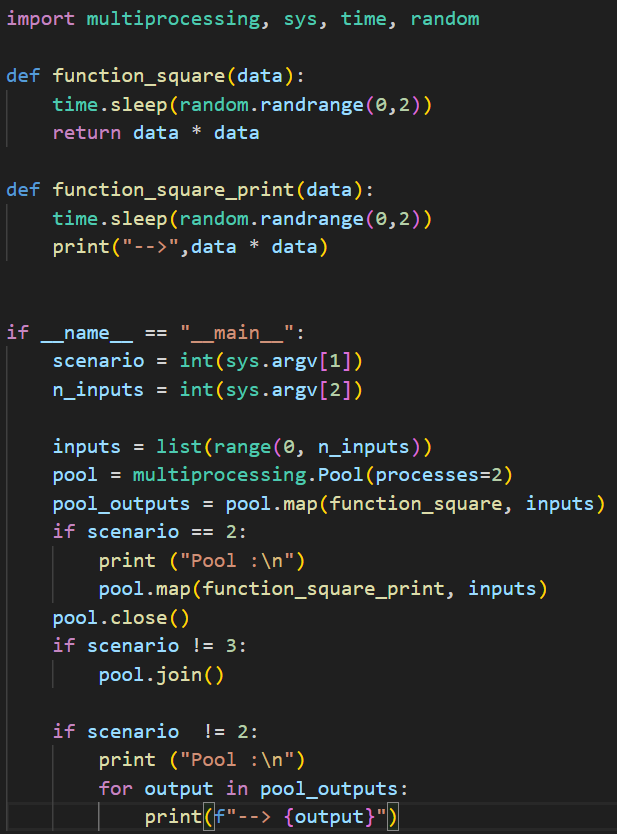 import multiprocessing, sys, time, random

def function_square(data):
    time.sleep(random.randrange(0,2))
    return data * data

def function_square_print(data):
    time.sleep(random.randrange(0,2))
    print("-->",data * data)


if __name__ == "__main__":
    scenario = int(sys.argv[1])
    n_inputs = int(sys.argv[2])

    inputs = list(range(0, n_inputs))
    pool = multiprocessing.Pool(processes=2)
    pool_outputs = pool.map(function_square, inputs)
    if scenario == 2:
        print ("Pool :\n")
        pool.map(function_square_print, inputs)
    pool.close()
    if scenario != 3:
        pool.join()

    if scenario  != 2:
        print ("Pool :\n")
        for output in pool_outputs:
            print(f"--> {output}")